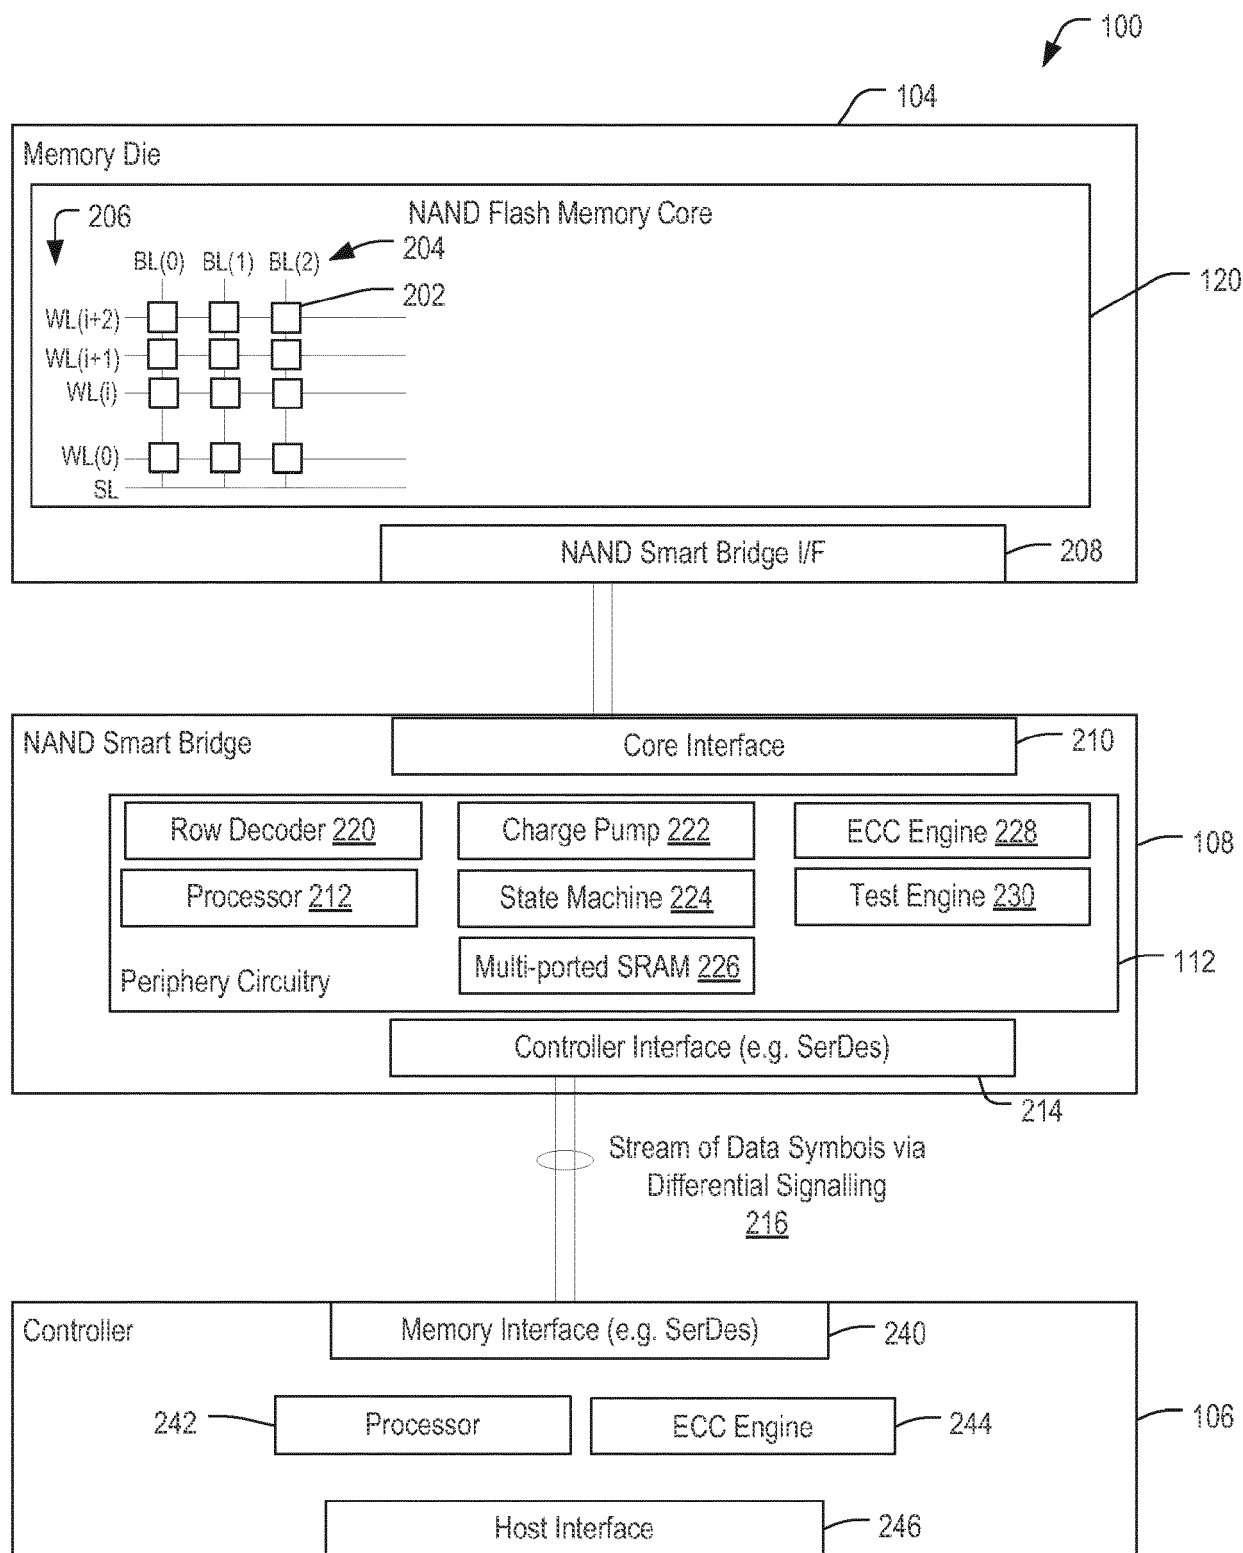 100
104
Memory Die
NAND Flash Memory Core
206
204
BL(0) BL(1) BL(2)
202
120
WL(i+2)
WL(i+1)
WL(i)
WL(0)
SL
NAND Smart Bridge I/F
208
NAND Smart Bridge
Core Interface
210
Row Decoder 220
Charge Pump 222
ECC Engine 228
108
Processor 212
State Machine 224
Test Engine 230
Multi-ported SRAM 226
112
Periphery Circuitry
Controller Interface (e.g. SerDes)
214
Stream of Data Symbols via
Differential Signalling
216
Controller
Memory Interface (e.g. SerDes)
240
242
Processor
ECC Engine
244
106
Host Interface
246